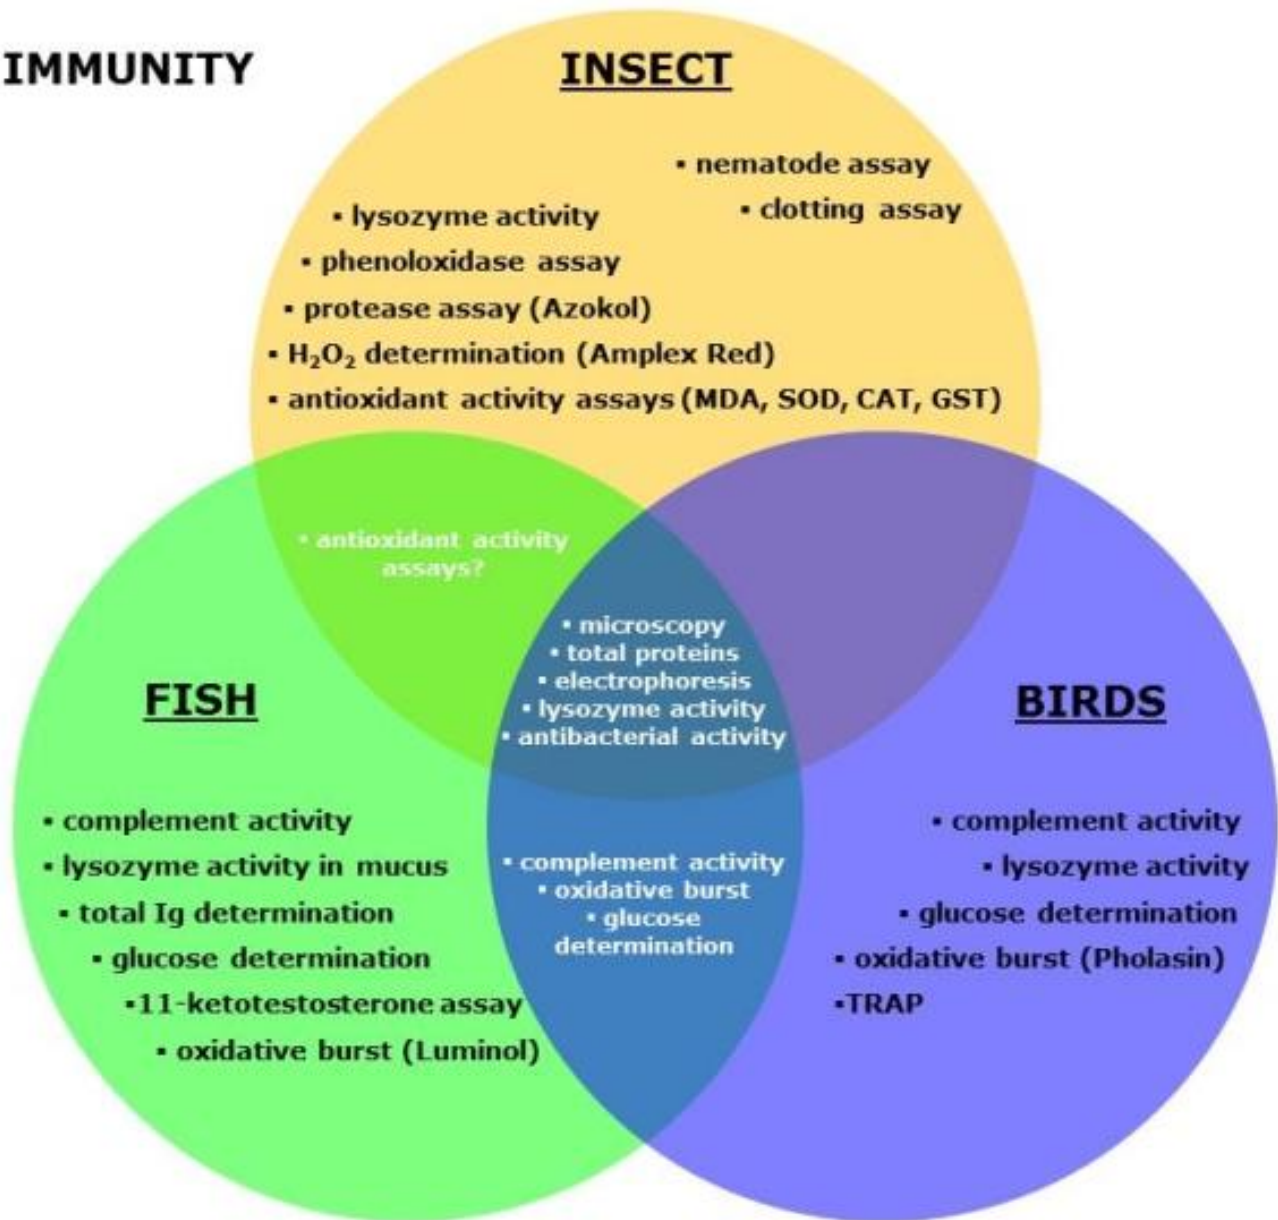 IMMUNITY
INSECT
▪ nematode assay
▪ clotting assay
▪ lysozyme activity
▪ phenoloxidase assay
▪ protease assay (Azokol)
▪ H₂O₂ determination (Amplex Red)
▪ antioxidant activity assays (MDA, SOD, CAT, GST)
▪ antioxidant activity
assays?
▪ microscopy
▪ total proteins
▪ electrophoresis
▪ lysozyme activity
▪ antibacterial activity
FISH
▪ complement activity
▪ lysozyme activity in mucus
▪ total Ig determination
▪ glucose determination
▪11-ketotestosterone assay
▪ oxidative burst (Luminol)
▪ complement activity
▪ oxidative burst
▪ glucose
determination
BIRDS
▪ complement activity
▪ lysozyme activity
▪ glucose determination
▪ oxidative burst (Pholasin)
▪TRAP